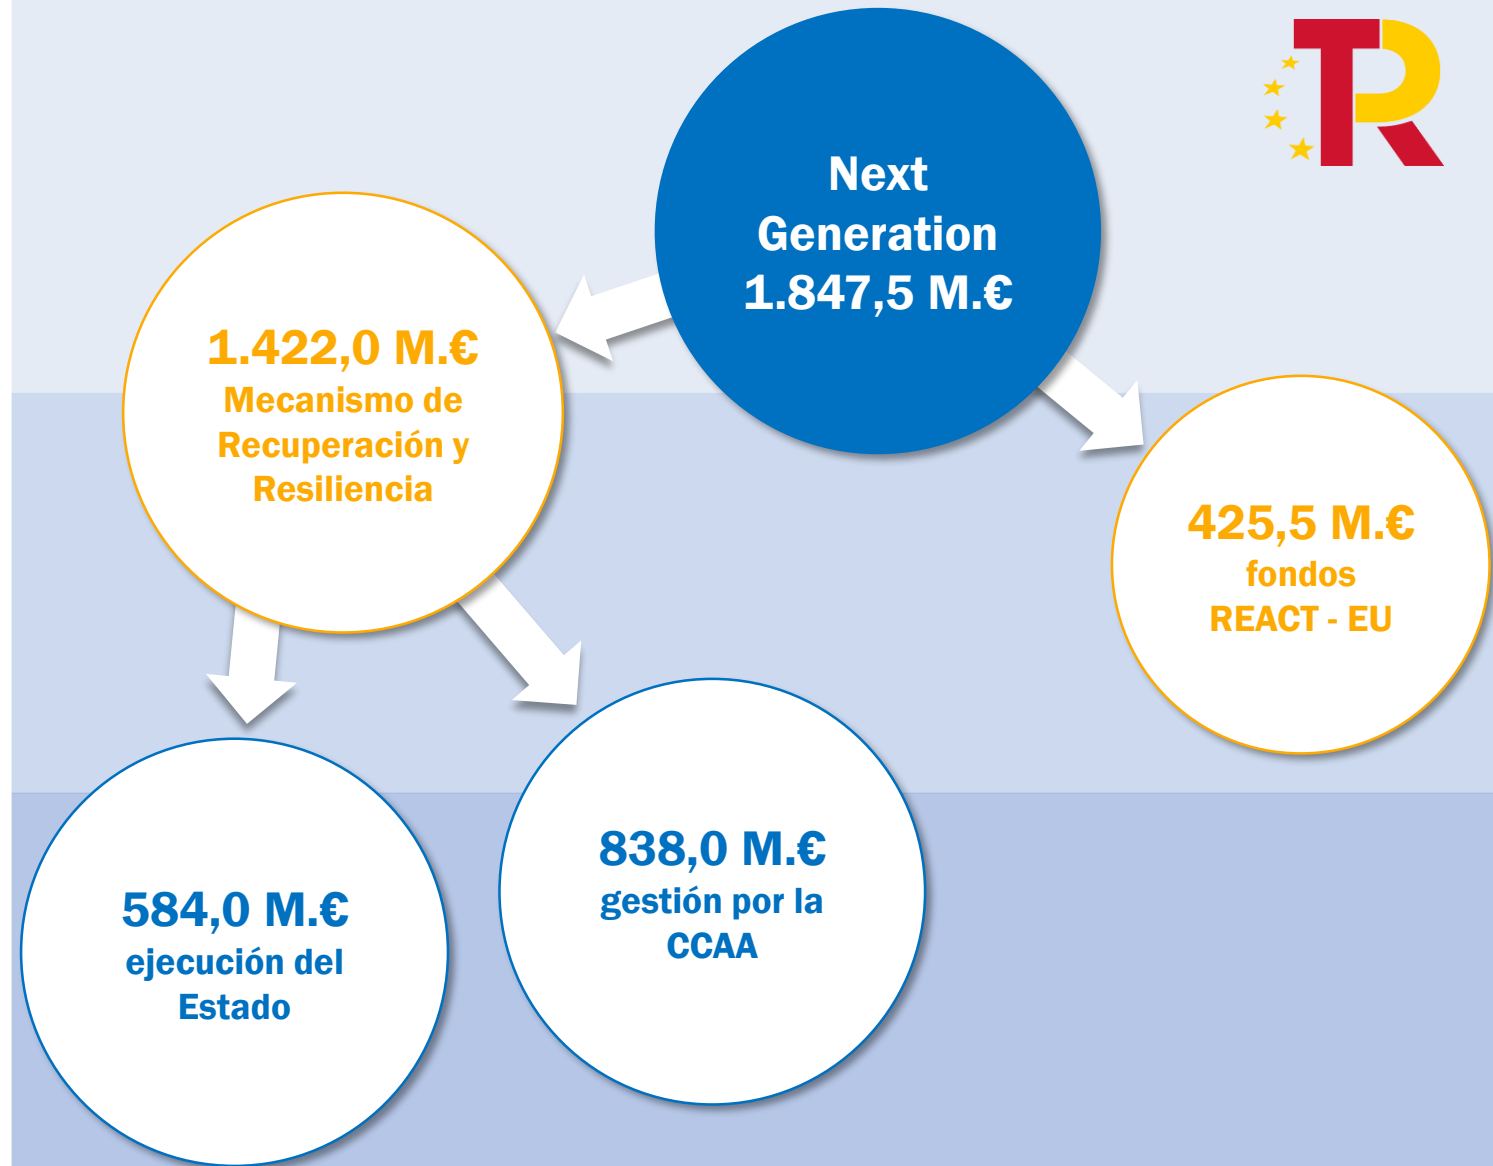 Next
Generation
1.847,5 M.€
1.422,0 M.€
Mecanismo de
Recuperación y
Resiliencia
425,5 M.€
fondos
REACT - EU
838,0 M.€
gestión por la
CCAA
584,0 M.€
ejecución del
Estado
TR